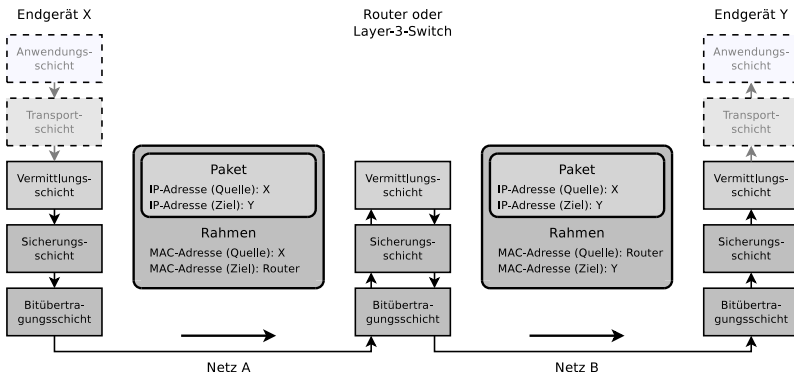 Endgerät X
Router oder
Layer-3-Switch
Endgerät Y
Anwendungs-
schicht
Anwendungs-
schicht
Transport-
schicht
Transport-
schicht
Vermittlungs-
schicht
Paket
IP-Adresse (Quelle): X
IP-Adresse (Ziel): Y
Vermittlungs-
schicht
Paket
IP-Adresse (Quelle): X
IP-Adresse (Ziel): Y
Vermittlungs-
schicht
Sicherungs-
schicht
Rahmen
MAC-Adresse (Quelle): X
MAC-Adresse (Ziel): Router
Sicherungs-
schicht
Rahmen
MAC-Adresse (Quelle): Router
MAC-Adresse (Ziel): Y
Sicherungs-
schicht
Bitübertra-
gungsschicht
Bitübertra-
gungsschicht
Bitübertra-
gungsschicht
Netz A
Netz B